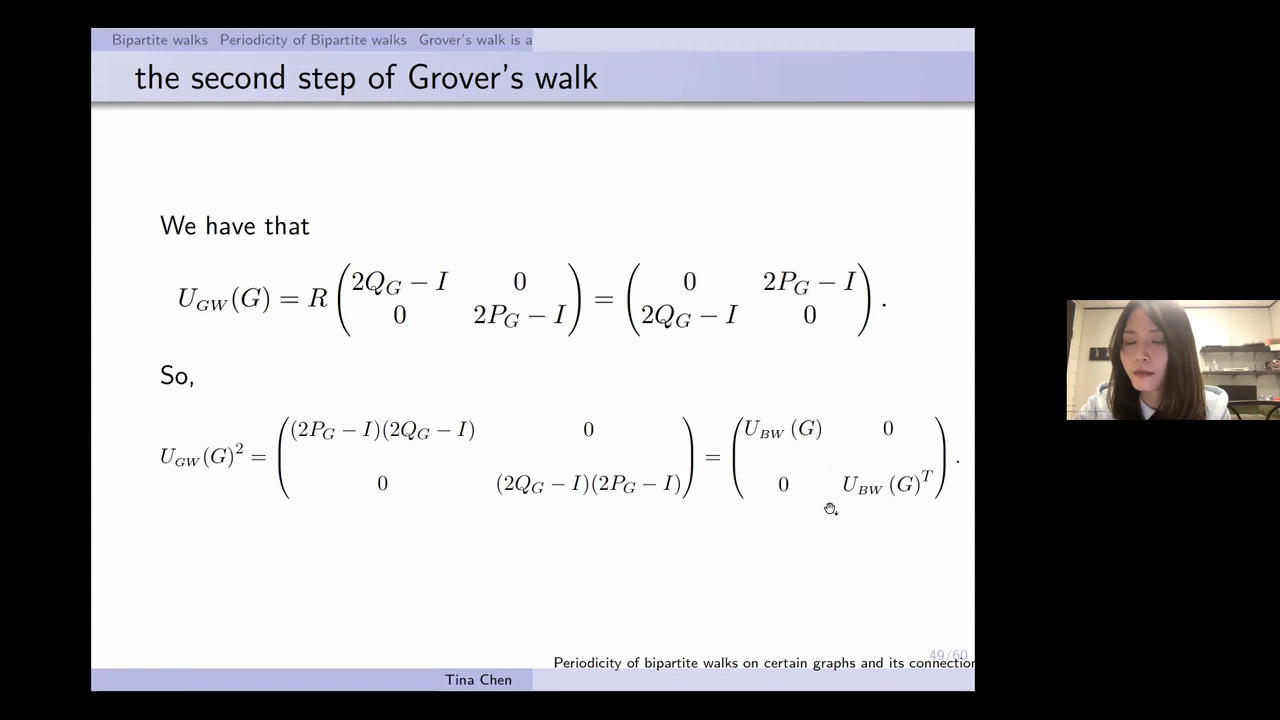 Bipartite walks Periodicity of Bipartite walks Grover's walk is a
the second step of Grover's walk
We have that
U_{GW}(G) = R \begin{pmatrix} 2Q_G - I & 0 \\ 0 & 2P_G - I \end{pmatrix} = \begin{pmatrix} 0 & 2P_G - I \\ 2Q_G - I & 0 \end{pmatrix}.
So,
U_{GW}(G)^2 = \begin{pmatrix} (2P_G - I)(2Q_G - I) & 0 \\ 0 & (2Q_G - I)(2P_G - I) \end{pmatrix} = \begin{pmatrix} U_{BW}(G) & 0 \\ 0 & U_{BW}(G)^T \end{pmatrix}.
49/60
Periodicity of bipartite walks on certain graphs and its connection
Tina Chen